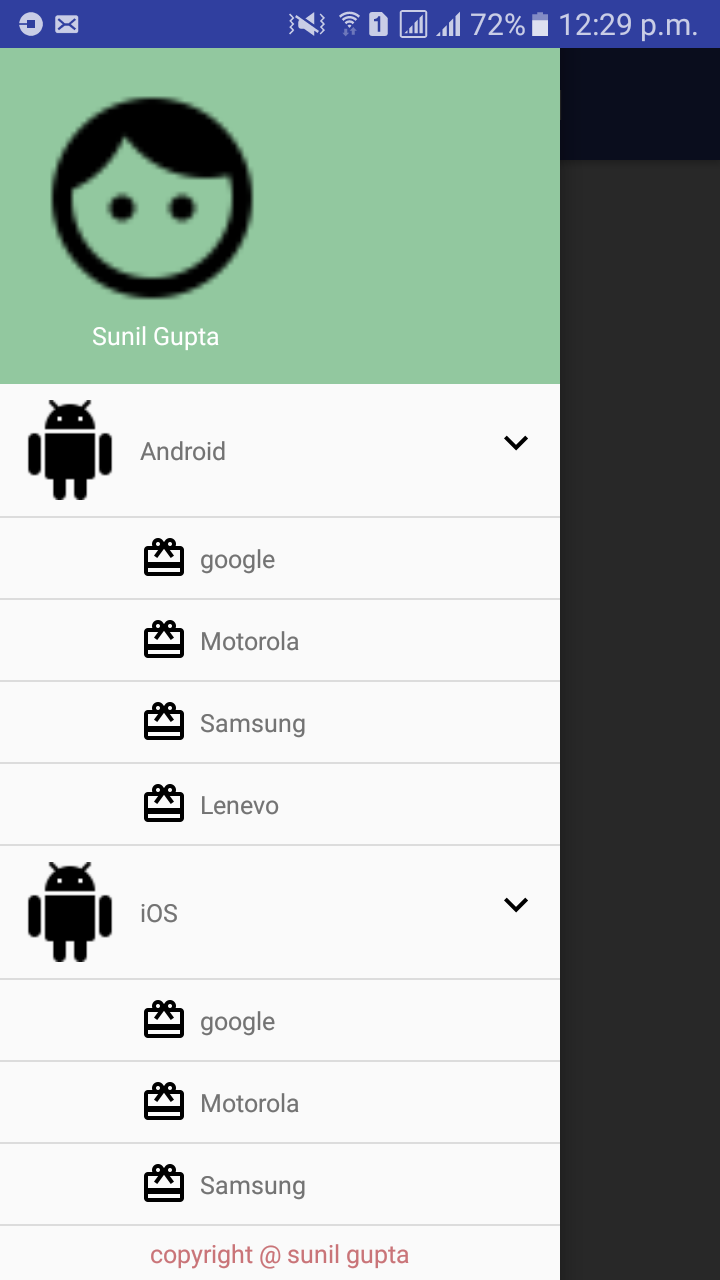 1 72% 12:29 p.m.
Sunil Gupta
Android
google
Motorola
Samsung
Lenevo
iOS
google
Motorola
Samsung
copyright @ sunil gupta